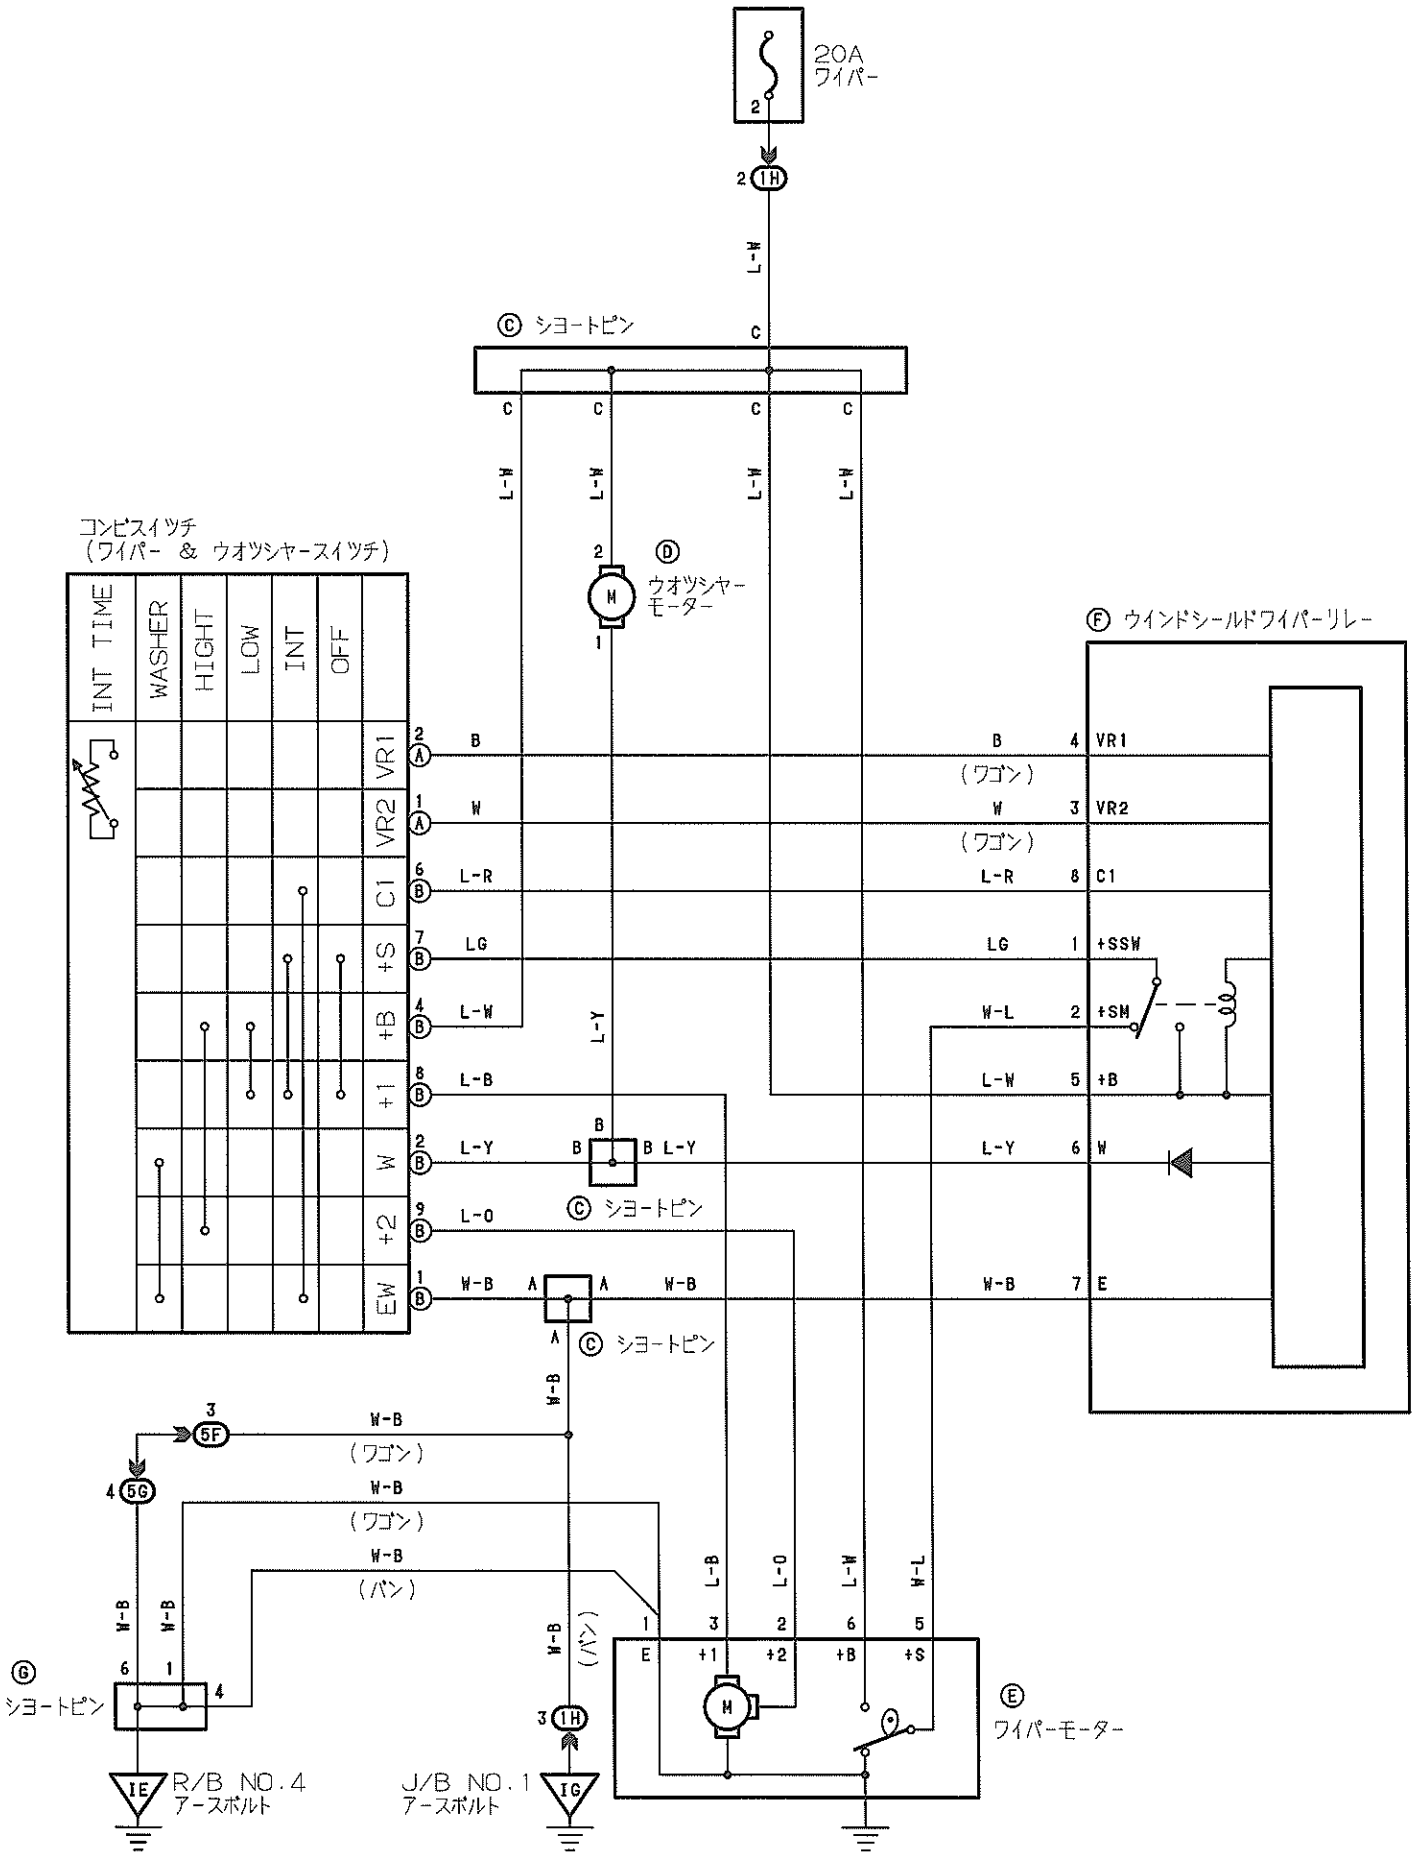 20A
ワイパー
2
2 1H
L-W
C ショートピン
C
C C C C
L-W L-W L-W L-W
コンビスイッチ
(ワイパー & ウオツシヤースイツチ)
2
D
ウオツシヤー
モーター
M
1
F ウインドシールドワイパーリレー
INT TIME
WASHER
HIGHT
LOW
INT
OFF
VR1 2 A B B 4 VR1
(ワゴン)
VR2 1 A W W 3 VR2
(ワゴン)
C1 6 B L-R L-R 8 C1
+S 7 B LG LG 1 +SSW
+B 4 B L-W L-Y W-L 2 +SM
+1 8 B L-B L-W 5 +B
B
W 2 B L-Y B B L-Y L-Y 6 W
C ショートピン
+2 9 B L-O
EW 1 B W-B A A W-B W-B 7 E
A C ショートピン
W-B
3 5F W-B
(ワゴン)
4 5G W-B
(ワゴン)
W-B
(バン)
L-B L-O L-W W-L
W-B W-B W-B (バン)
1 3 2 6 5
E +1 +2 +B +S
G
ショートピン
6 1 4
3 1H
M
E
ワイパーモーター
IE R/B NO.4
アースボルト
J/B NO.1
アースボルト
IG